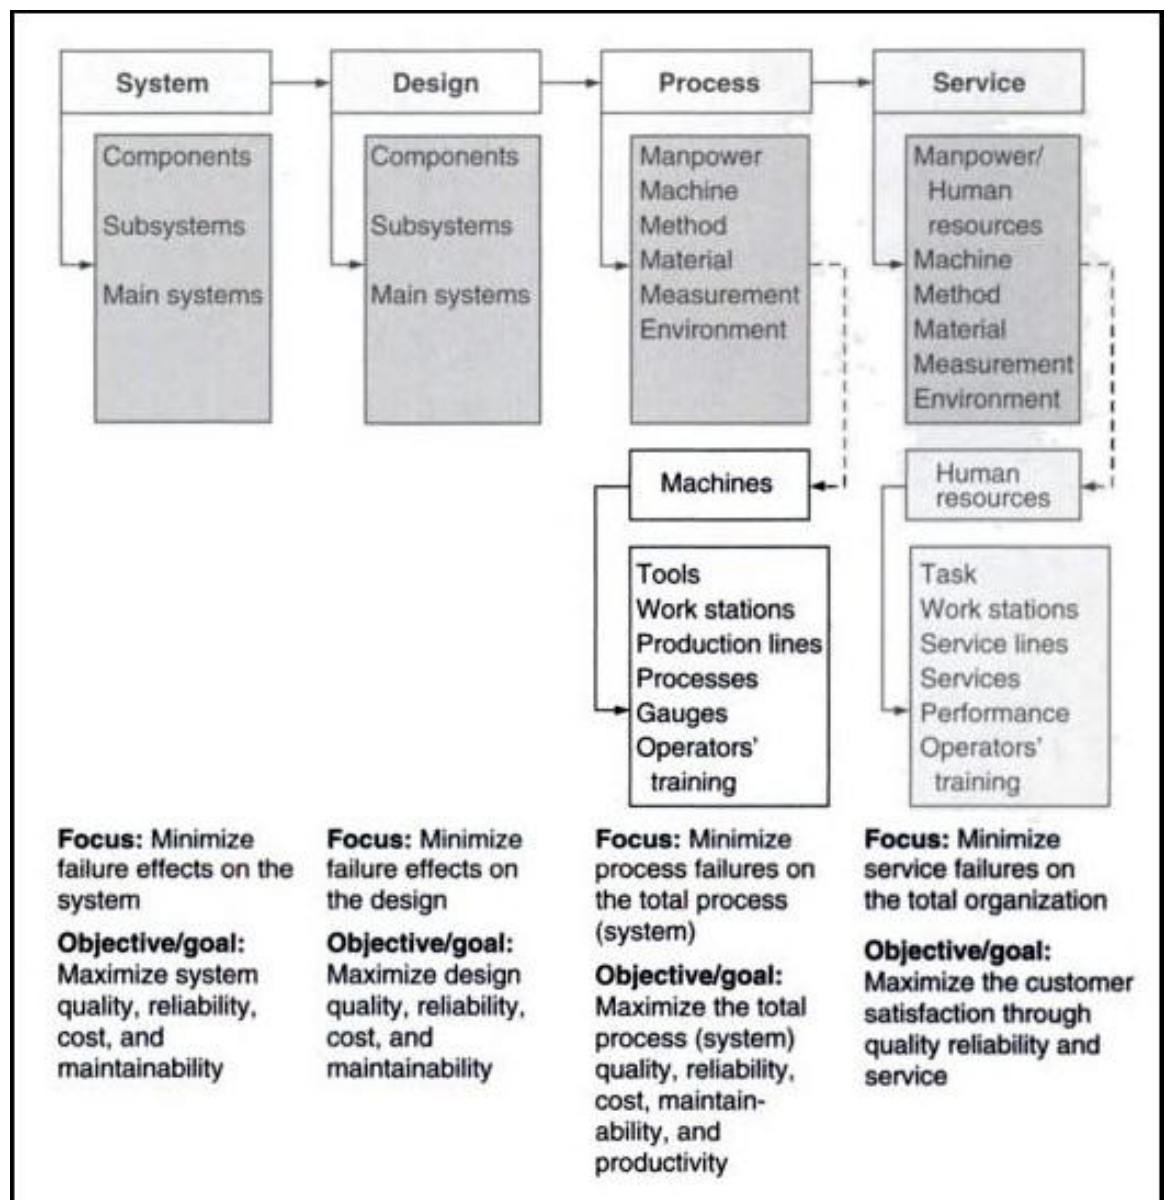 System
Design
Process
Service
Components
Subsystems
Main systems
Components
Subsystems
Main systems
Manpower
Machine
Method
Material
Measurement
Environment
Manpower/
Human
resources
Machine
Method
Material
Measurement
Environment
Machines
Human
resources
Tools
Work stations
Production lines
Processes
Gauges
Operators'
training
Task
Work stations
Service lines
Services
Performance
Operators'
training
Focus: Minimize
failure effects on the
system
Objective/goal:
Maximize system
quality, reliability,
cost, and
maintainability
Focus: Minimize
failure effects on
the design
Objective/goal:
Maximize design
quality, reliability,
cost, and
maintainability
Focus: Minimize
process failures on
the total process
(system)
Objective/goal:
Maximize the total
process (system)
quality, reliability,
cost, maintain-
ability, and
productivity
Focus: Minimize
service failures on
the total organization
Objective/goal:
Maximize the customer
satisfaction through
quality reliability and
service